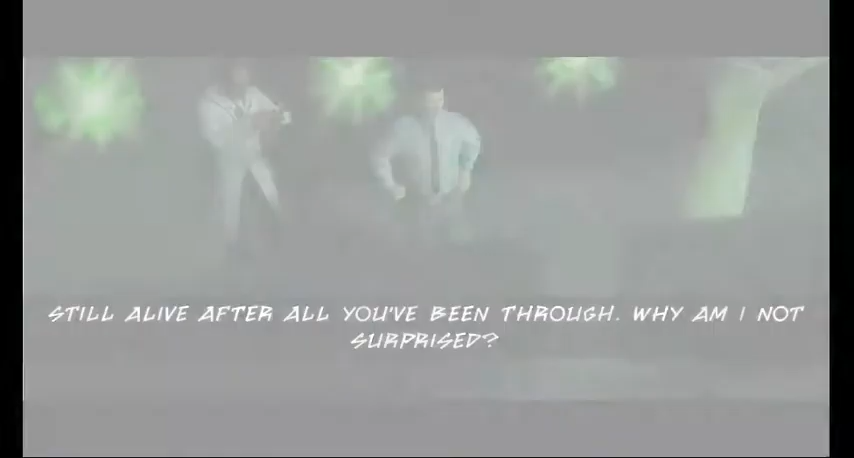 STILL ALIVE AFTER ALL YOU'VE BEEN THROUGH. WHY AM I NOT
SURPRISED?